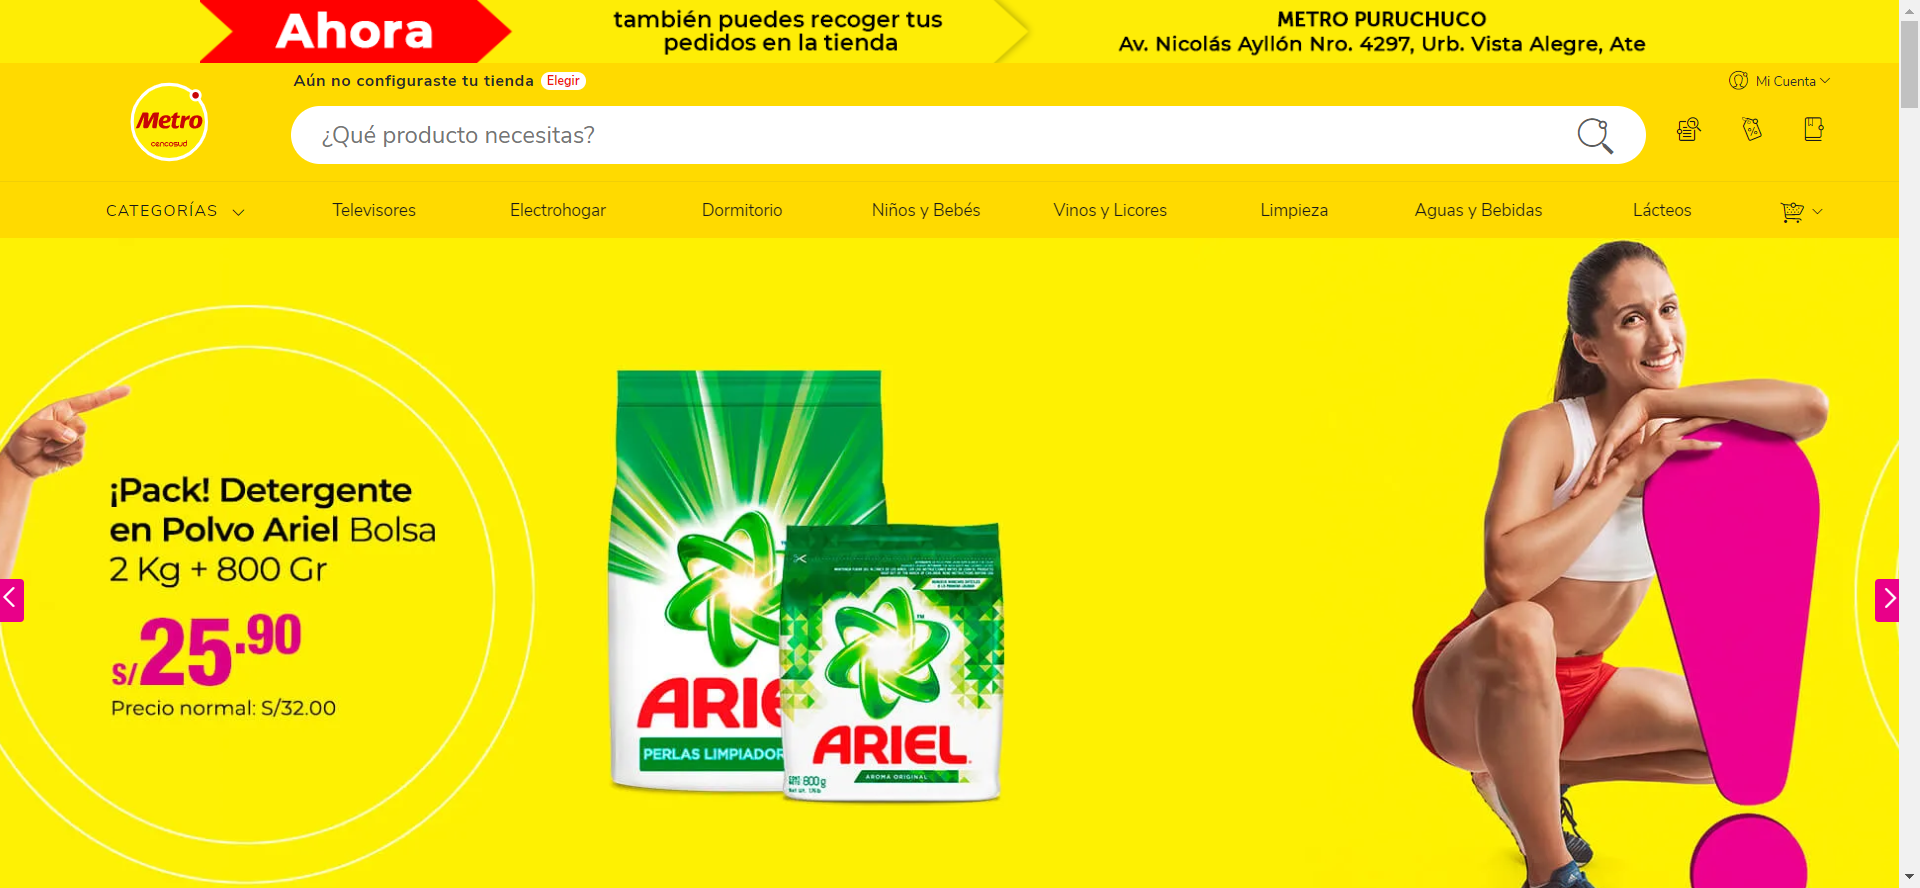 Ahora
también puedes recoger tus
pedidos en la tienda
METRO PURUCHUCO
Av. Nicolás Ayllón Nro. 4297, Urb. Vista Alegre, Ate
Aún no configuraste tu tienda Elegir
Mi Cuenta
Metro
cencosud
¿Qué producto necesitas?
CATEGORÍAS
Televisores
Electrohogar
Dormitorio
Niños y Bebés
Vinos y Licores
Limpieza
Aguas y Bebidas
Lácteos
¡Pack! Detergente
en Polvo Ariel Bolsa
2 Kg + 800 Gr
S/25.90
Precio normal: S/32.00
ARIE
PERLAS LIMPIADOR
ARIEL
AROMA ORIGINAL
800g